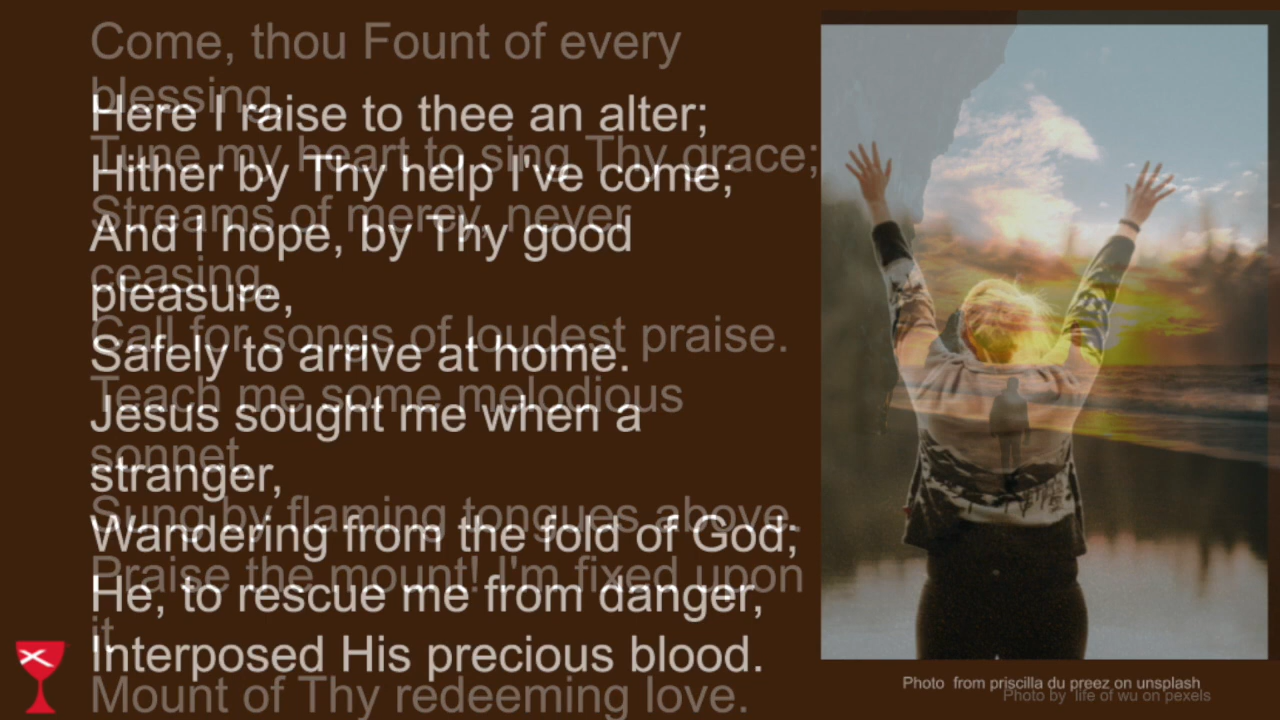 Come, thou Fount of every
blessing,
Tune my heart to sing Thy grace;
Streams of mercy, never
ceasing,
Call for songs of loudest praise.
Teach me some melodious
sonnet,
Sung by flaming tongues above.
Praise the mount! I'm fixed upon
it,
Mount of Thy redeeming love.
Here I raise to thee an alter;
Hither by Thy help I've come;
And I hope, by Thy good
pleasure,
Safely to arrive at home.
Jesus sought me when a
stranger,
Wandering from the fold of God;
He, to rescue me from danger,
Interposed His precious blood.
Photo from priscilla du preez on unsplash
Photo by life of wu on pexels